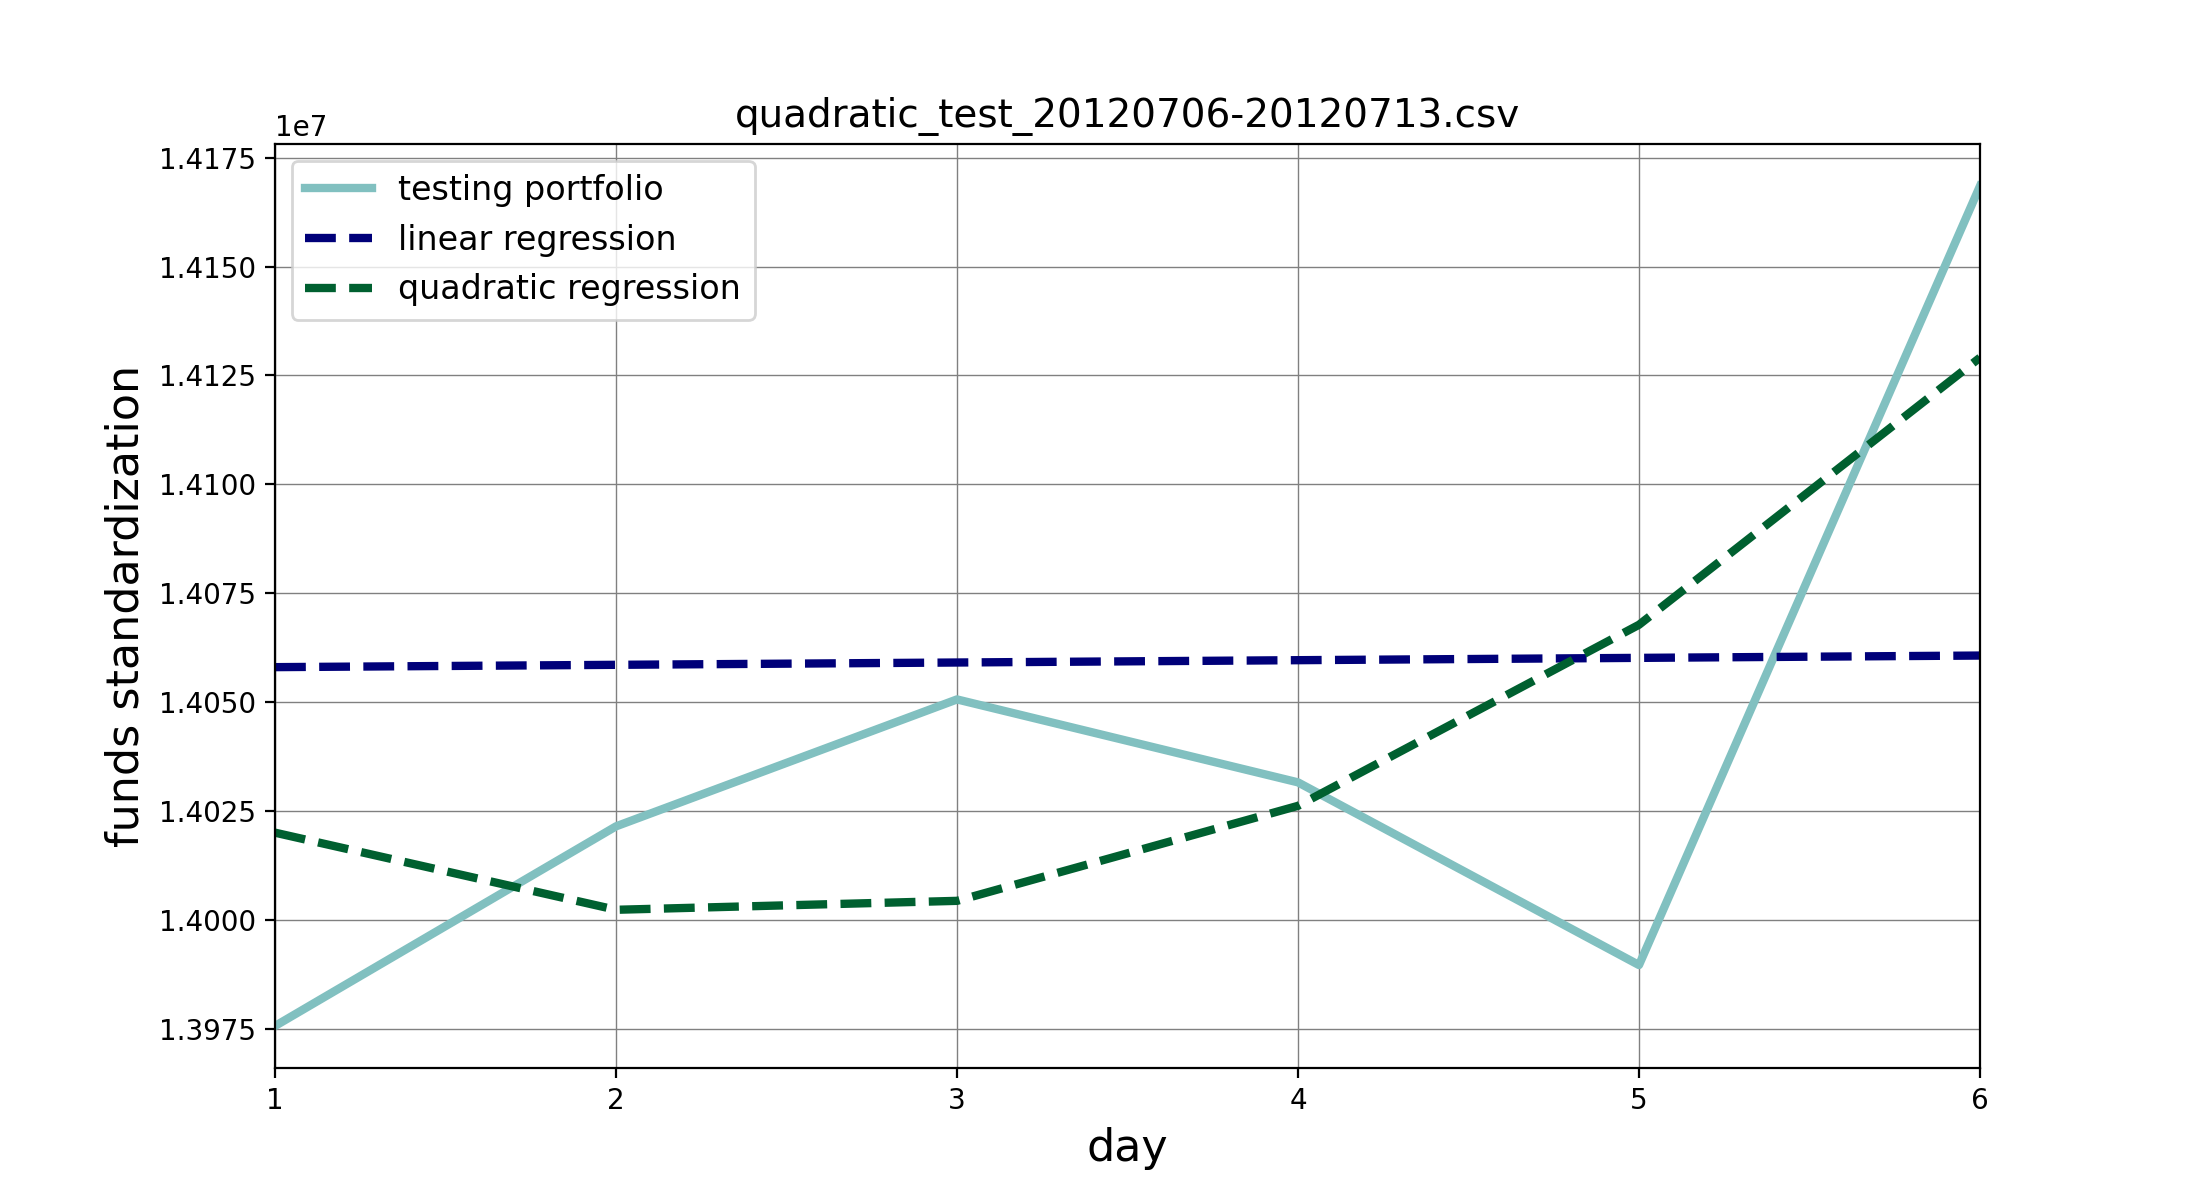 quadratic_test_20120706-20120713.csv
1e7
1.4175
1.4150
1.4125
1.4100
1.4075
1.4050
1.4025
1.4000
1.3975
funds standardization
testing portfolio
linear regression
quadratic regression
1 2 3 4 5 6
day